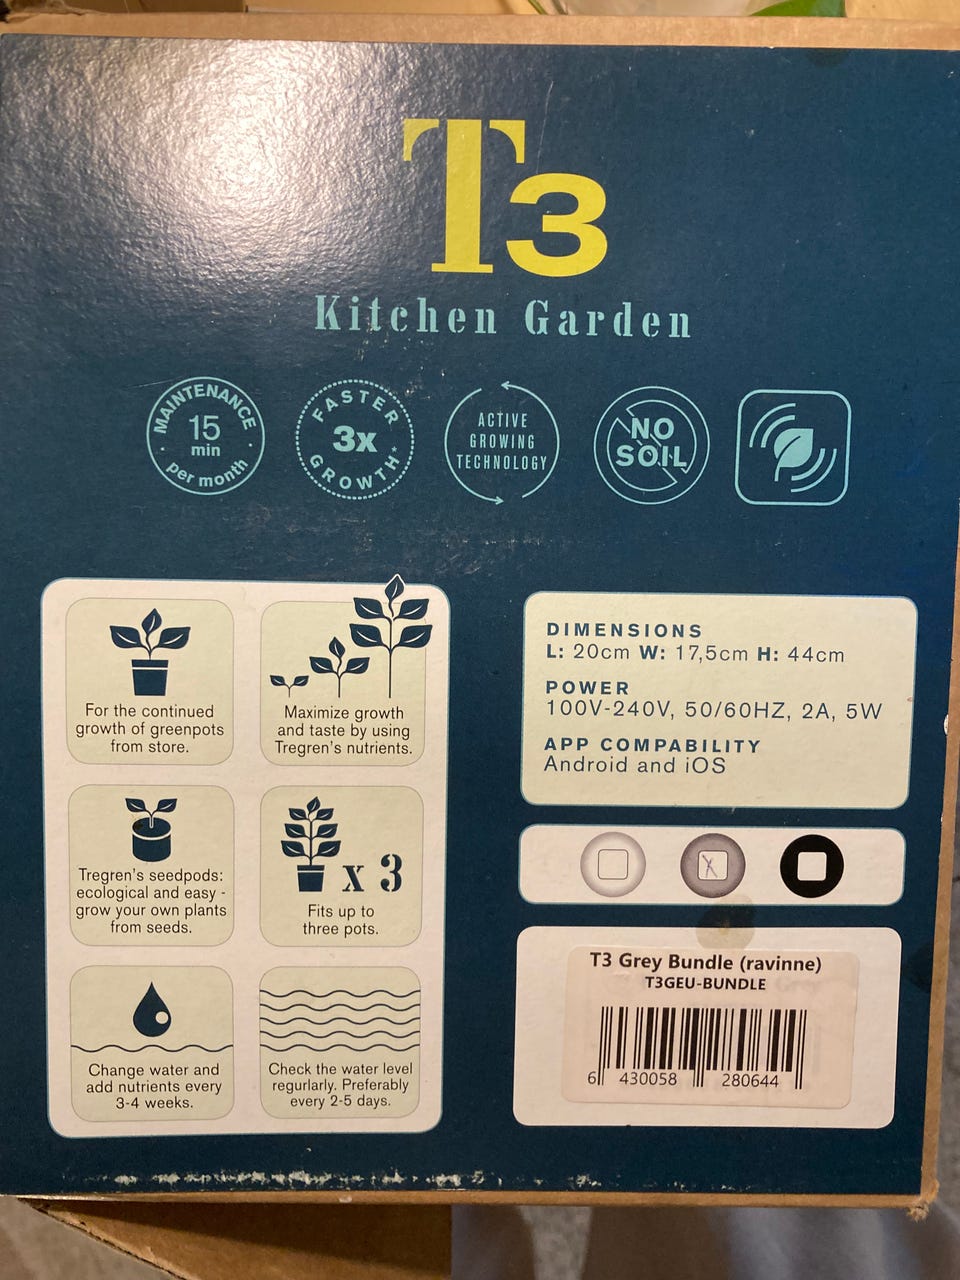 T3
Kitchen Garden
MAINTENANCE
15
min
per month
FASTER
3x
GROWTH*
ACTIVE
GROWING
TECHNOLOGY
NO
SOIL
For the continued
growth of greenpots
from store.
Maximize growth
and taste by using
Tregren's nutrients.
Tregren's seedpods:
ecological and easy -
grow your own plants
from seeds.
x 3
Fits up to
three pots.
Change water and
add nutrients every
3-4 weeks.
Check the water level
regurlarly. Preferably
every 2-5 days.
DIMENSIONS
L: 20cm W: 17,5cm H: 44cm
POWER
100V-240V, 50/60HZ, 2A, 5W
APP COMPABILITY
Android and iOS
T3 Grey Bundle (ravinne)
T3GEU-BUNDLE
6 430058 280644